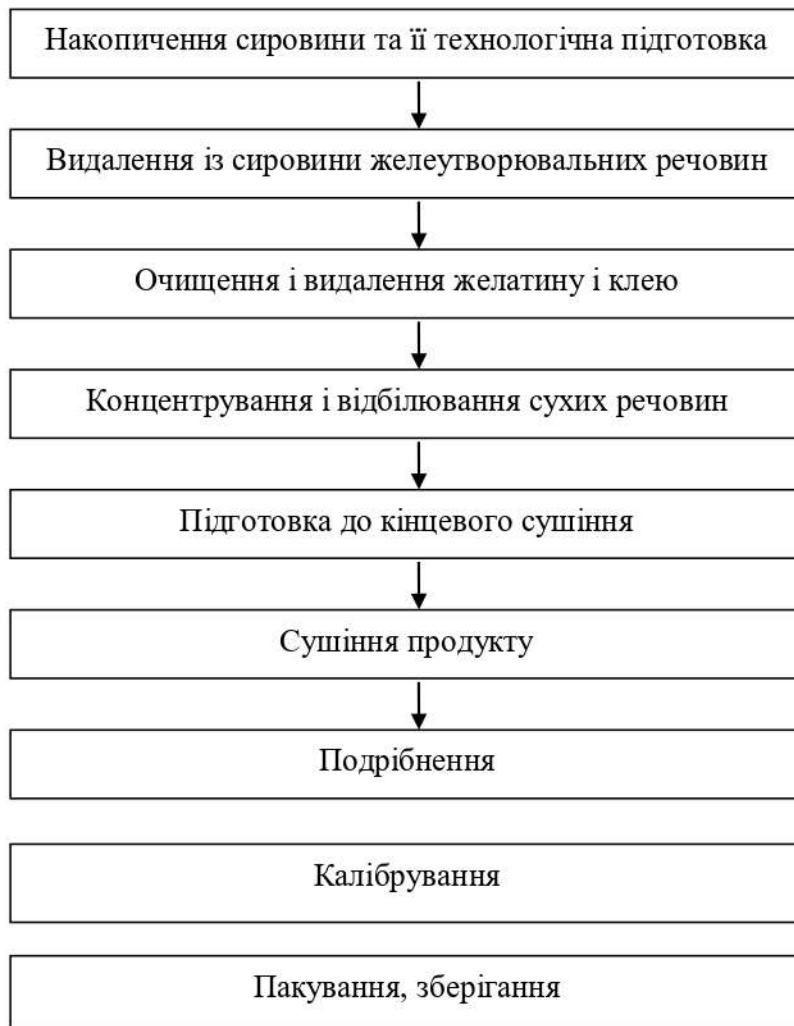 Накопичення сировини та її технологічна підготовка
Видалення із сировини желеутворювальних речовин
Очищення і видалення желатину і клею
Концентрування і відбілювання сухих речовин
Підготовка до кінцевого сушіння
Сушіння продукту
Подрібнення
Калібрування
Пакування, зберігання